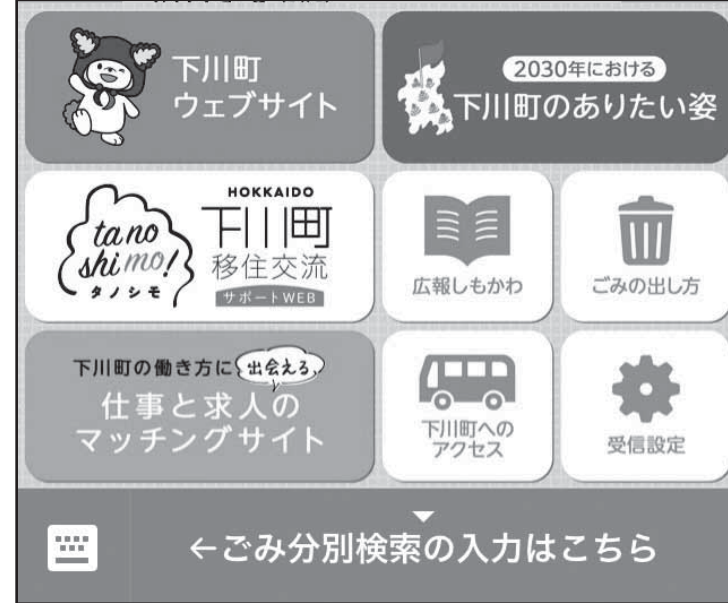 下川町
ウェブサイト
2030年における
下川町のありたい姿
tano
shimo!
タノシモ
HOKKAIDO
下川町
移住交流
サポートWEB
広報しもかわ
ごみの出し方
下川町の働き方に出会える、
仕事と求人の
マッチングサイト
下川町への
アクセス
受信設定
←ごみ分別検索の入力はこちら